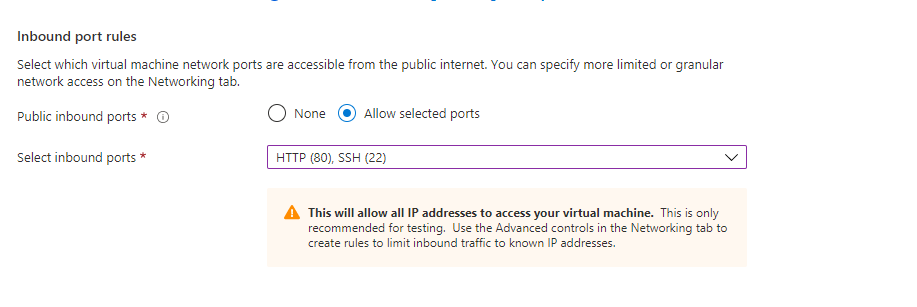 Inbound port rules
Select which virtual machine network ports are accessible from the public internet. You can specify more limited or granular
network access on the Networking tab.
Public inbound ports *
None
Allow selected ports
Select inbound ports *
HTTP (80), SSH (22)
This will allow all IP addresses to access your virtual machine. This is only
recommended for testing. Use the Advanced controls in the Networking tab to
create rules to limit inbound traffic to known IP addresses.